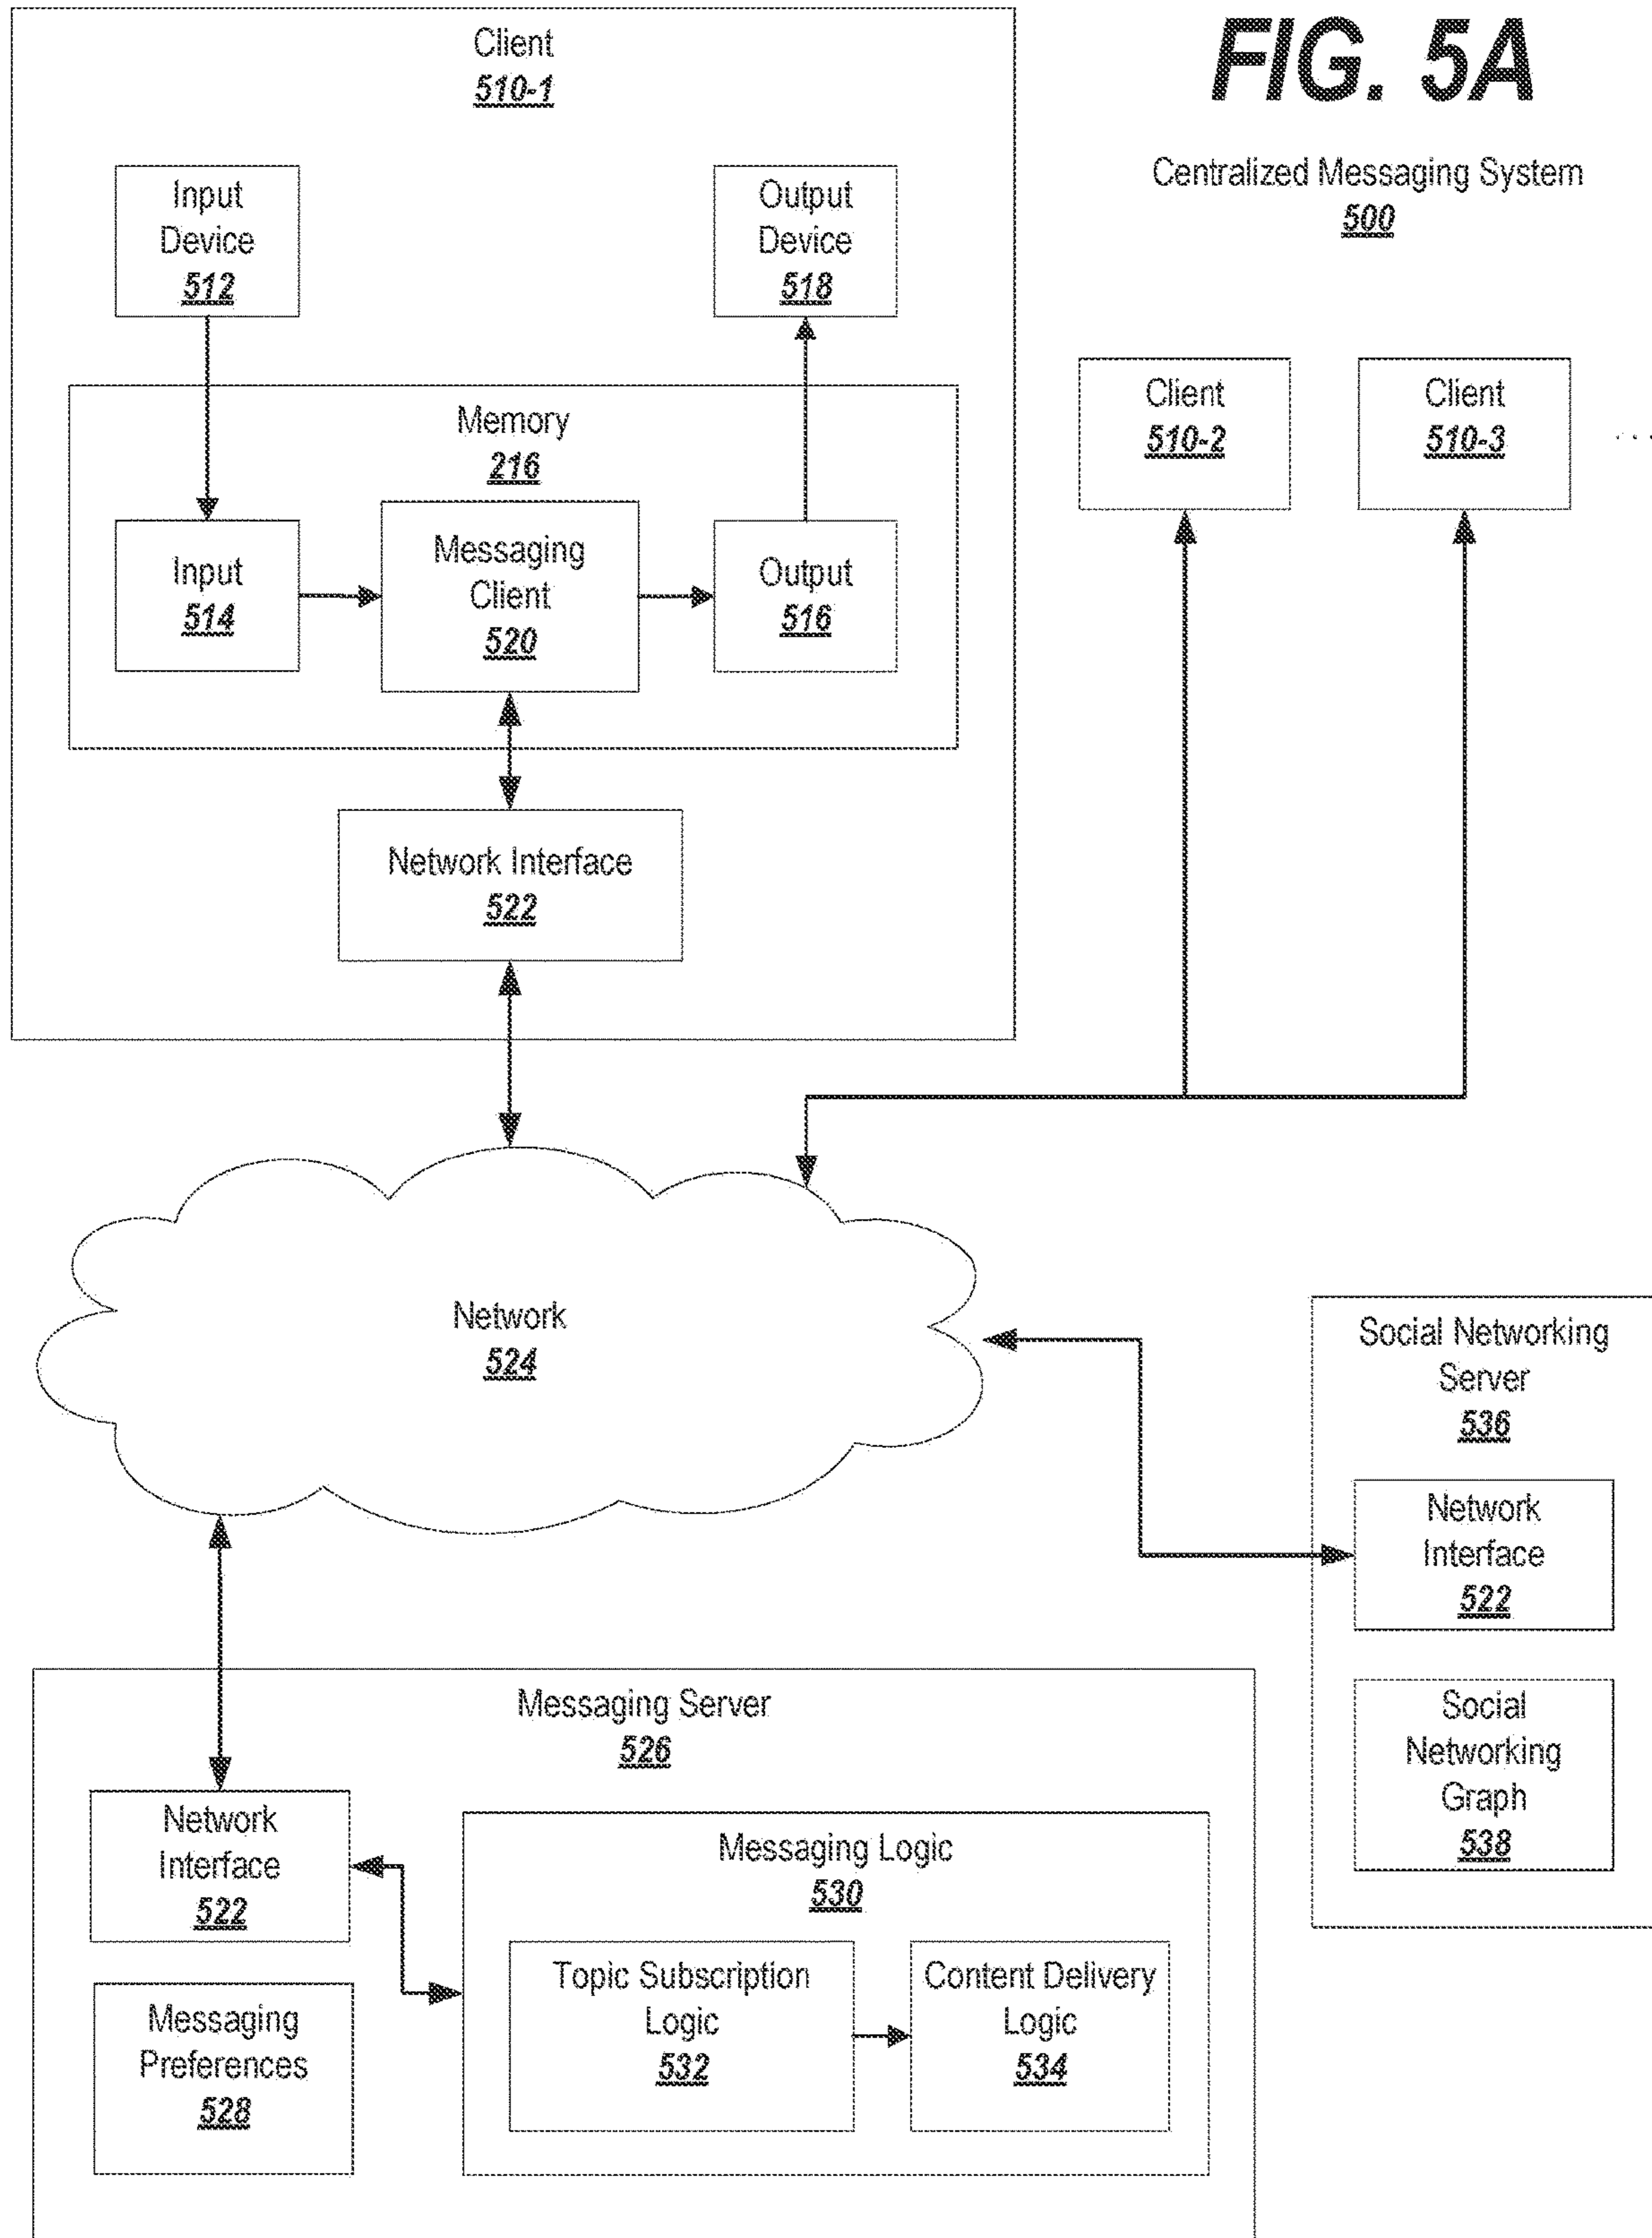 FIG. 5A
Centralized Messaging System
500
Client
510-1
Input
Device
512
Output
Device
518
Memory
216
Input
514
Messaging
Client
520
Output
516
Network Interface
522
Client
510-2
Client
510-3
...
Network
524
Social Networking
Server
536
Network
Interface
522
Social
Networking
Graph
538
Messaging Server
526
Network
Interface
522
Messaging
Preferences
528
Messaging Logic
530
Topic Subscription
Logic
532
Content Delivery
Logic
534